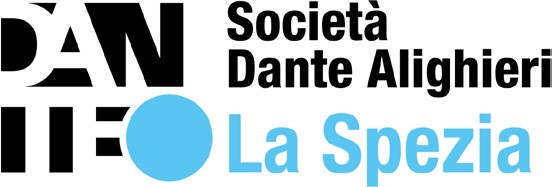 DAN
TE
Società
Dante Alighieri
La Spezia